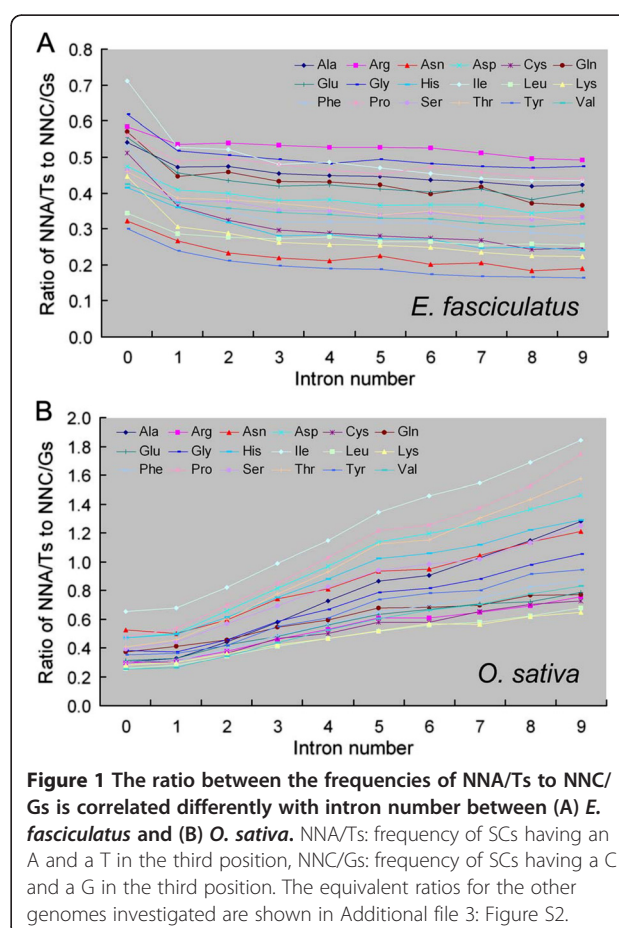 A
Ratio of NNA/Ts to NNC/Gs
0.8
0.7
0.6
0.5
0.4
0.3
0.2
0.1
0.0
Ala Arg Asn Asp Cys Gln
Glu Gly His Ile Leu Lys
Phe Pro Ser Thr Tyr Val
E. fasciculatus
0 1 2 3 4 5 6 7 8 9
Intron number
B
Ratio of NNA/Ts to NNC/Gs
2.0
1.8
1.6
1.4
1.2
1.0
0.8
0.6
0.4
0.2
0.0
Ala Arg Asn Asp Cys Gln
Glu Gly His Ile Leu Lys
Phe Pro Ser Thr Tyr Val
O. sativa
0 1 2 3 4 5 6 7 8 9
Intron number
Figure 1 The ratio between the frequencies of NNA/Ts to NNC/
Gs is correlated differently with intron number between (A) E.
fasciculatus and (B) O. sativa. NNA/Ts: frequency of SCs having an
A and a T in the third position, NNC/Gs: frequency of SCs having a C
and a G in the third position. The equivalent ratios for the other
genomes investigated are shown in Additional file 3: Figure S2.